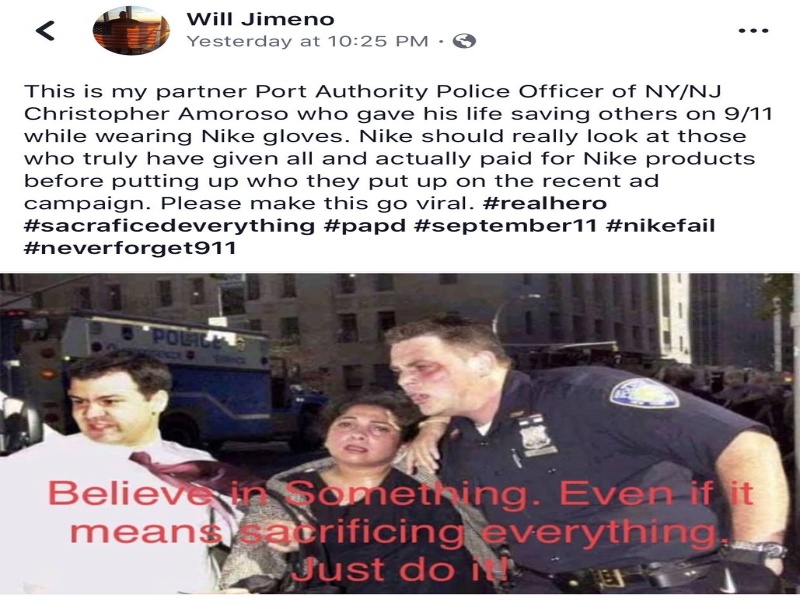 Will Jimeno
Yesterday at 10:25 PM ·
This is my partner Port Authority Police Officer of NY/NJ
Christopher Amoroso who gave his life saving others on 9/11
while wearing Nike gloves. Nike should really look at those
who truly have given all and actually paid for Nike products
before putting up who they put up on the recent ad
campaign. Please make this go viral. #realhero
#sacraficedeverything #papd #september11 #nikefail
#neverforget911
POLICE
Believe in Something. Even if it
means sacrificing everything.
Just do it!